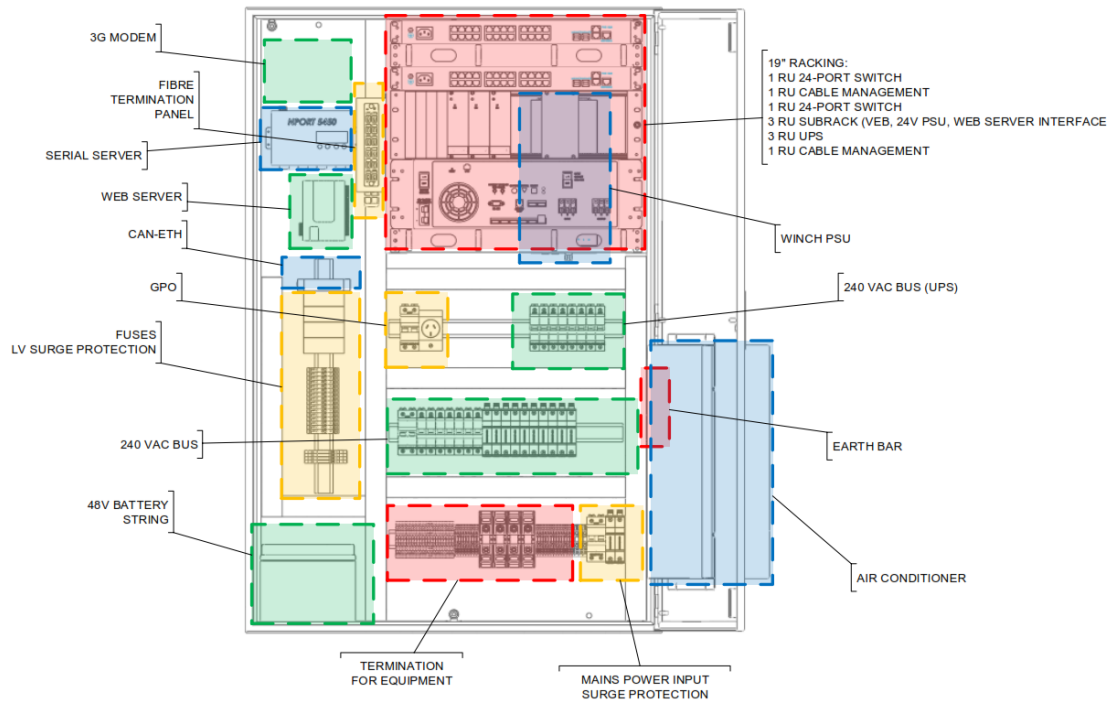 3G MODEM
FIBRE
TERMINATION
PANEL
SERIAL SERVER
WEB SERVER
CAN-ETH
GPO
FUSES
LV SURGE PROTECTION
240 VAC BUS
48V BATTERY
STRING
NPORT 5450
19" RACKING:
1 RU 24-PORT SWITCH
1 RU CABLE MANAGEMENT
1 RU 24-PORT SWITCH
3 RU SUBRACK (VEB, 24V PSU, WEB SERVER INTERFACE
3 RU UPS
1 RU CABLE MANAGEMENT
WINCH PSU
240 VAC BUS (UPS)
EARTH BAR
AIR CONDITIONER
TERMINATION
FOR EQUIPMENT
MAINS POWER INPUT
SURGE PROTECTION